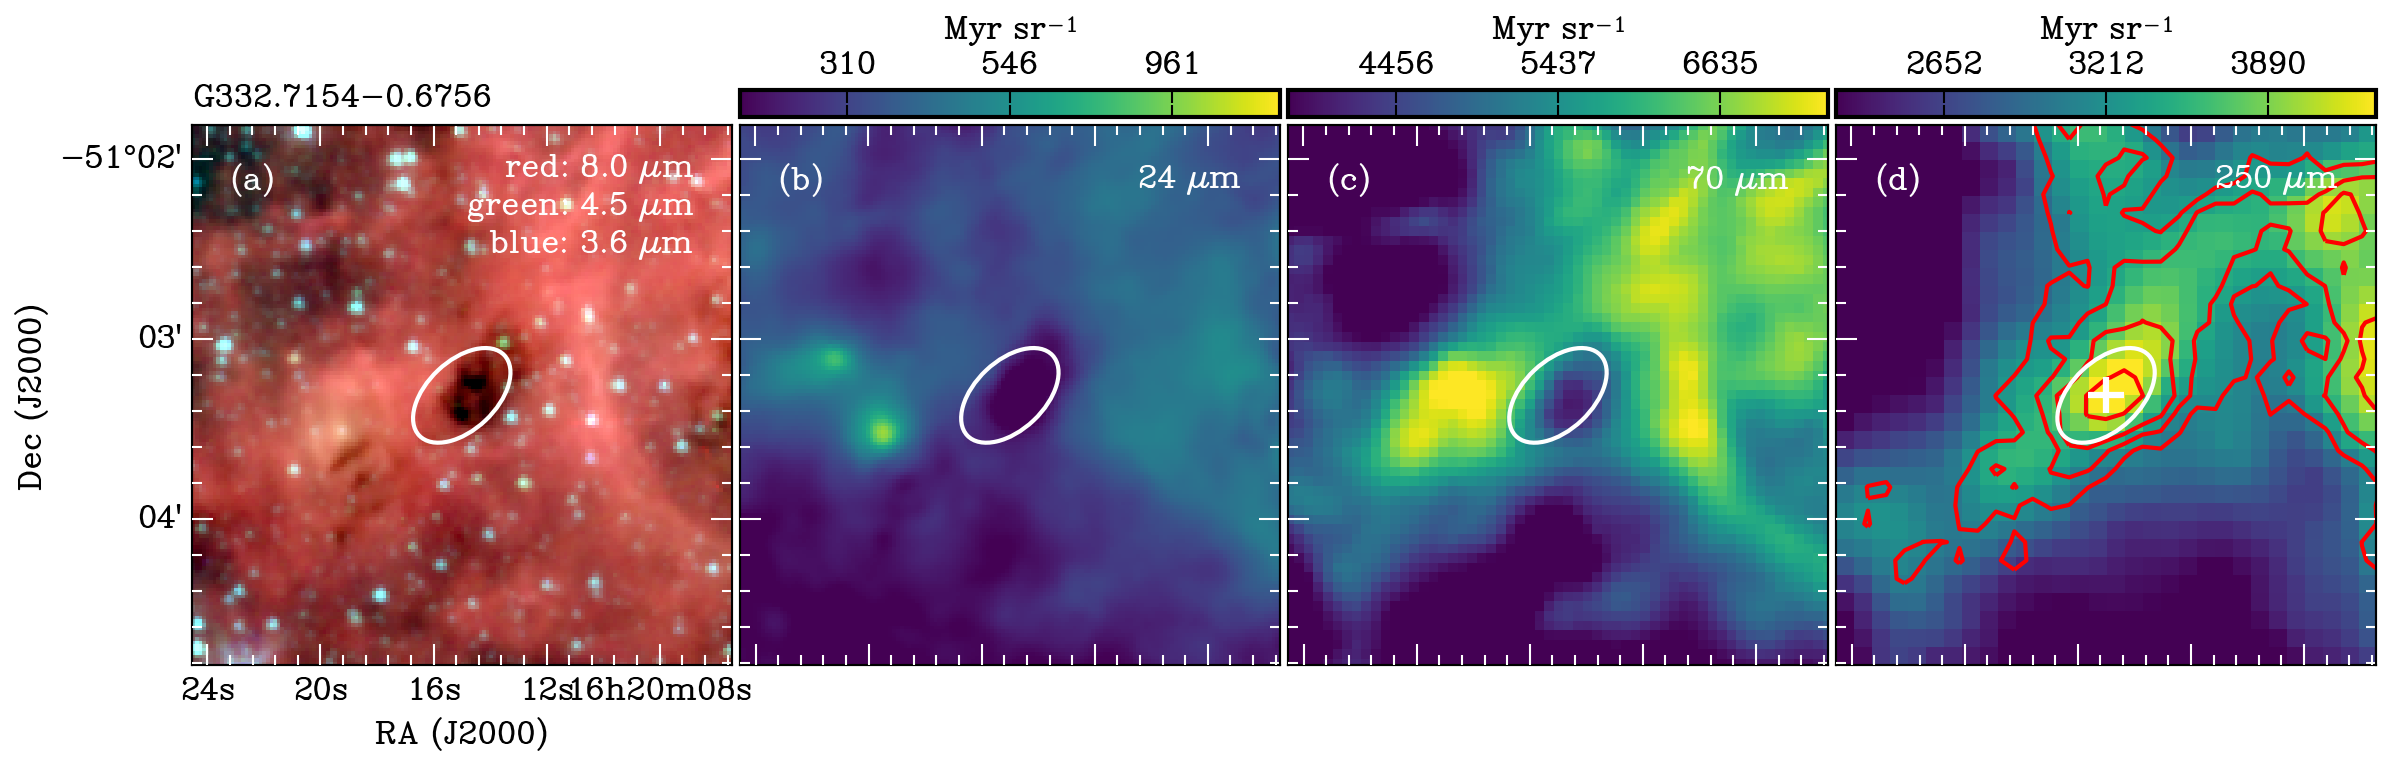 Myr sr⁻¹ Myr sr⁻¹ Myr sr⁻¹
310 546 961 4456 5437 6635 2652 3212 3890
G332.7154−0.6756
(a)
red: 8.0 μm
green: 4.5 μm
blue: 3.6 μm
(b) 24 μm
(c) 70 μm
(d) 250 μm
−51°02'
03'
04'
Dec (J2000)
24s 20s 16s 12s 16h20m08s
RA (J2000)